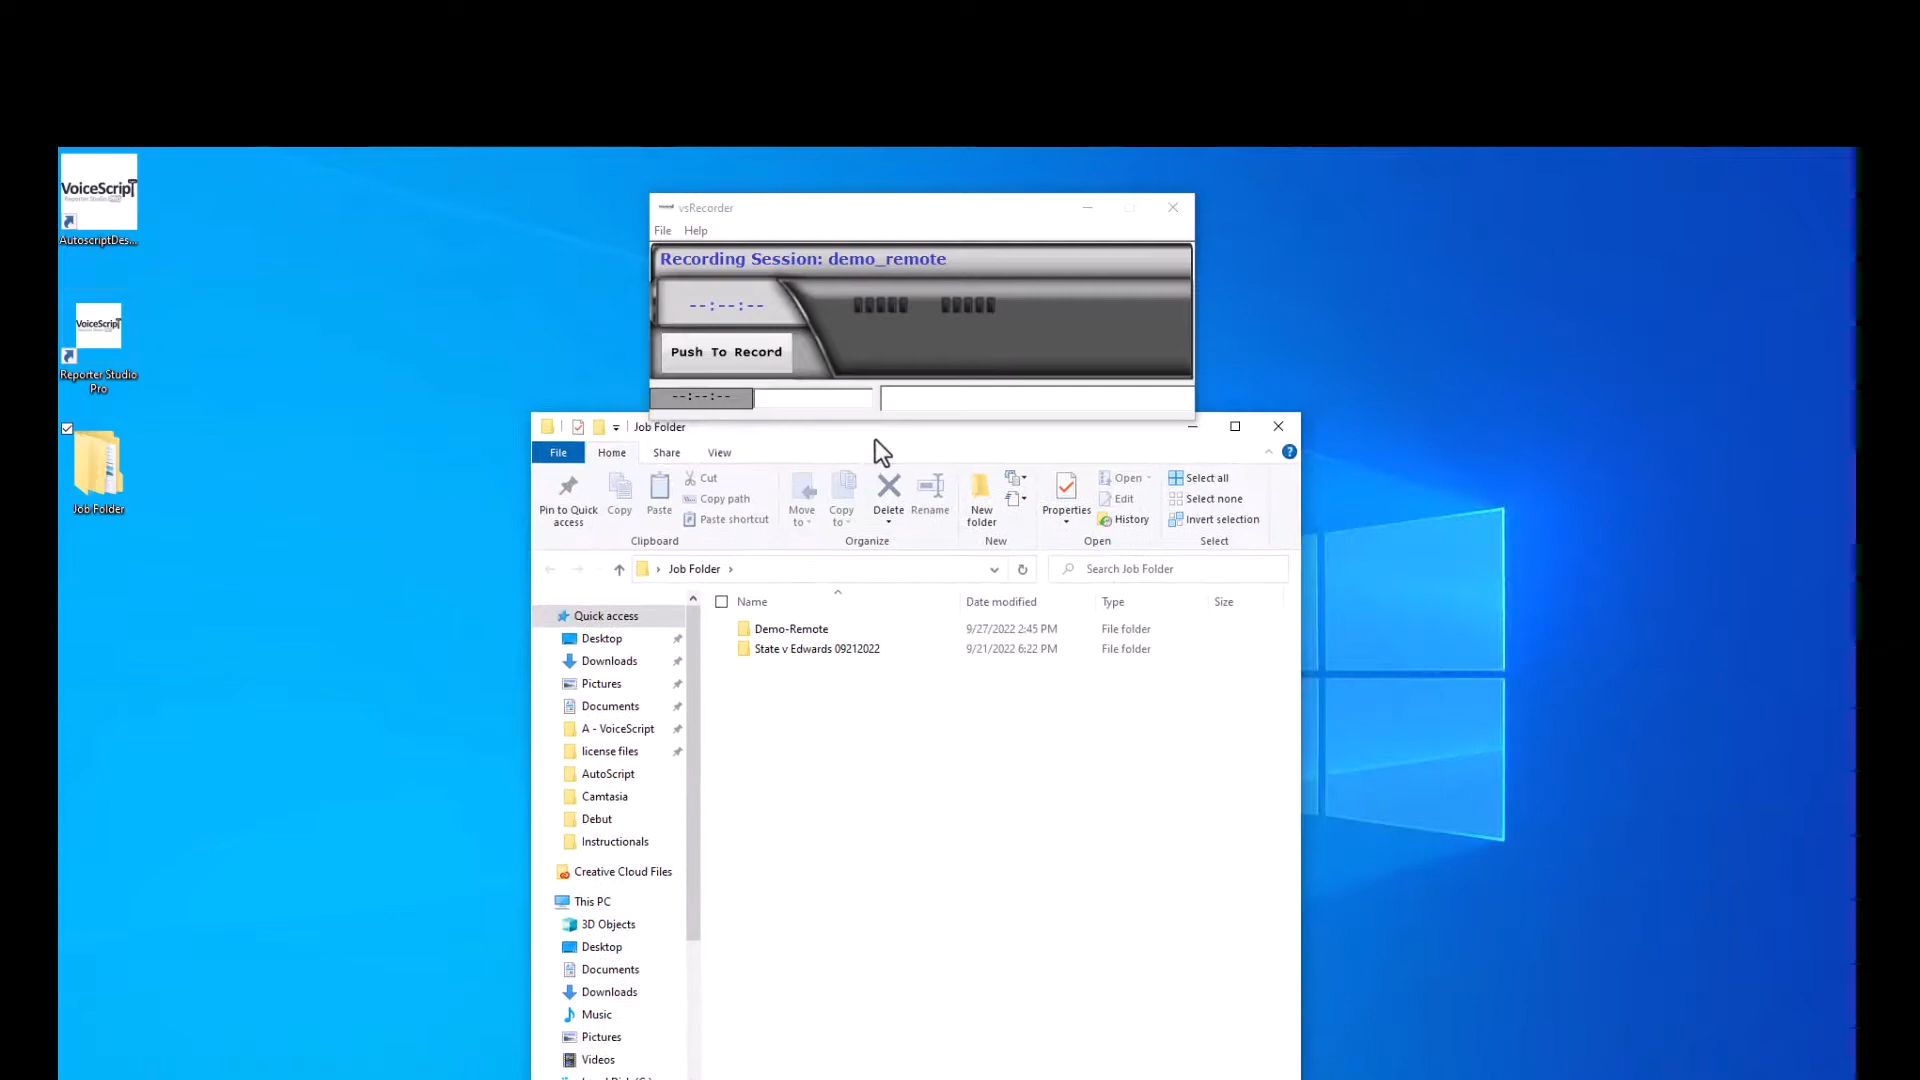 VoiceScript
AutoscriptDes...
VoiceScript
Reporter Studio
Pro
Job Folder
vsRecorder
File Help
Recording Session: demo_remote
--:--:--
Push To Record
--:--:--
Job Folder
File Home Share View
Pin to Quick access
Copy
Paste
Cut
Copy path
Paste shortcut
Clipboard
Move to
Copy to
Delete
Rename
Organize
New folder
New
Properties
Open
Edit
History
Open
Select all
Select none
Invert selection
Select
Job Folder
Search Job Folder
Name Date modified Type Size
Demo-Remote 9/27/2022 2:45 PM File folder
State v Edwards 09212022 9/21/2022 6:22 PM File folder
Quick access
Desktop
Downloads
Pictures
Documents
A - VoiceScript
license files
AutoScript
Camtasia
Debut
Instructionals
Creative Cloud Files
This PC
3D Objects
Desktop
Documents
Downloads
Music
Pictures
Videos